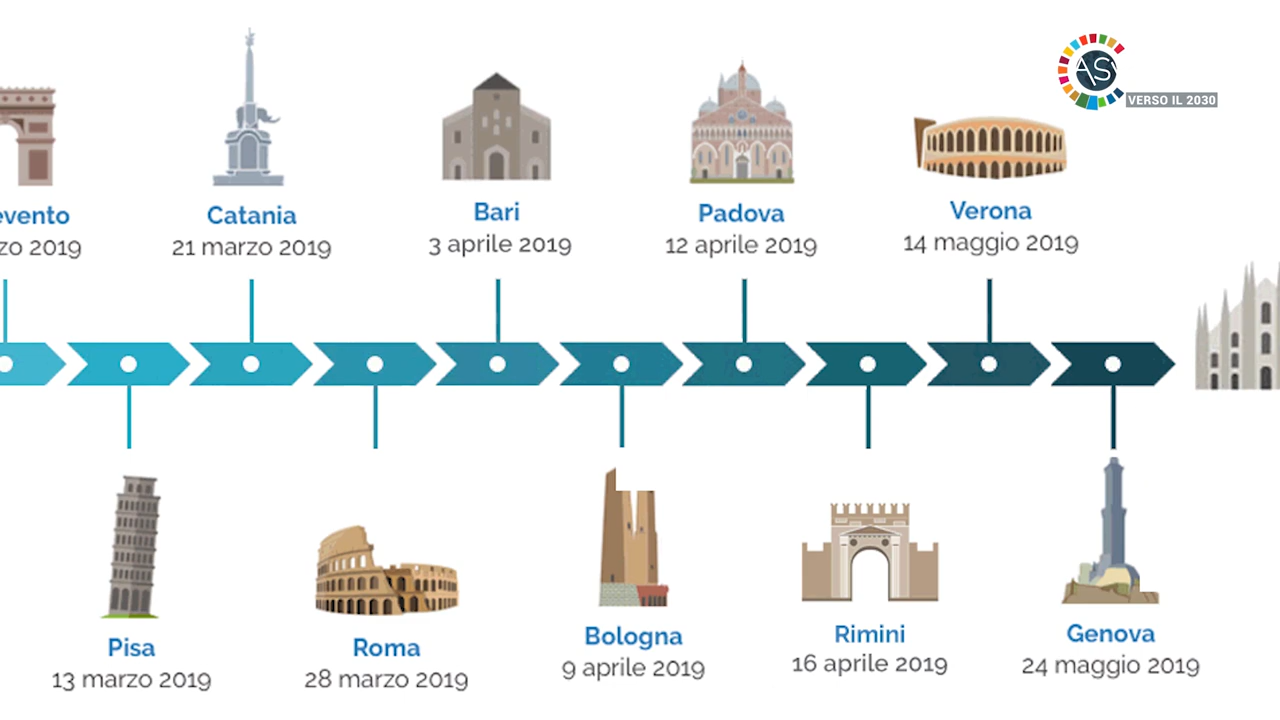 AS
VERSO IL 2030
Catania
21 marzo 2019
Bari
3 aprile 2019
Padova
12 aprile 2019
Verona
14 maggio 2019
evento
zo 2019
Pisa
13 marzo 2019
Roma
28 marzo 2019
Bologna
9 aprile 2019
Rimini
16 aprile 2019
Genova
24 maggio 2019